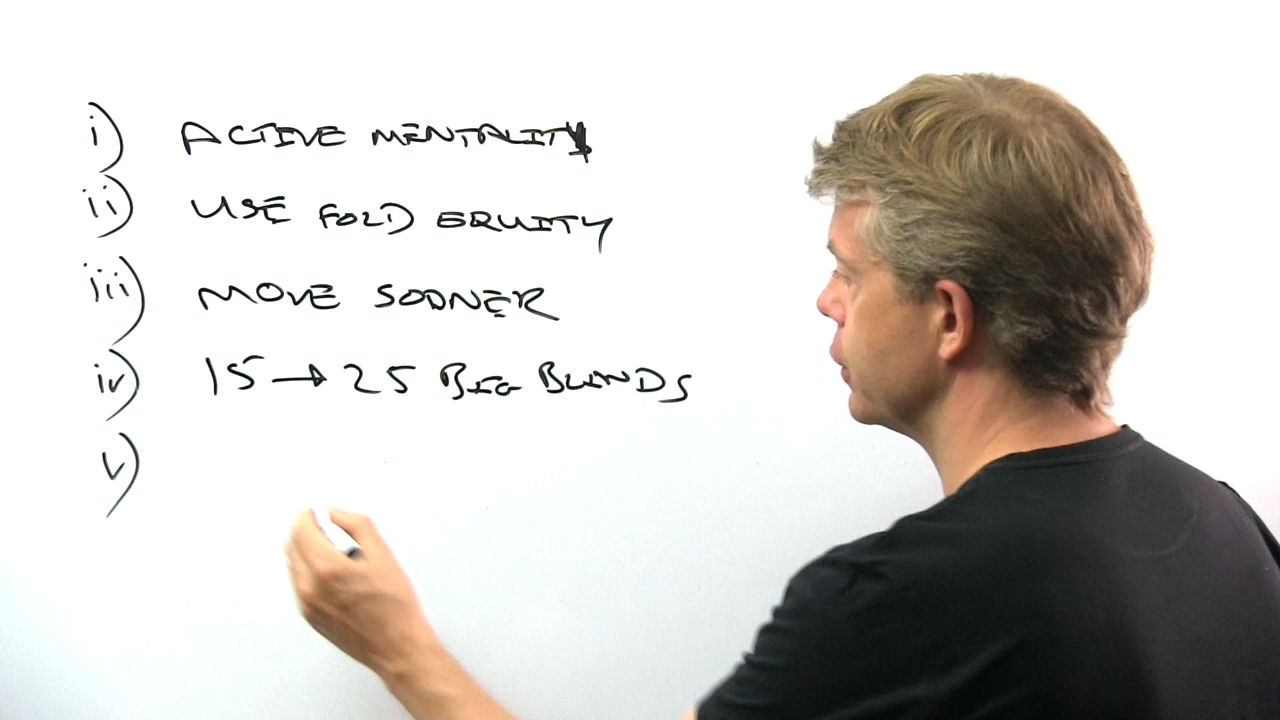 i) ACTIVE MENTALITY
ii) USE FOLD EQUITY
iii) MOVE SOONER
iv) 15 → 25 BIG BLINDS
v)